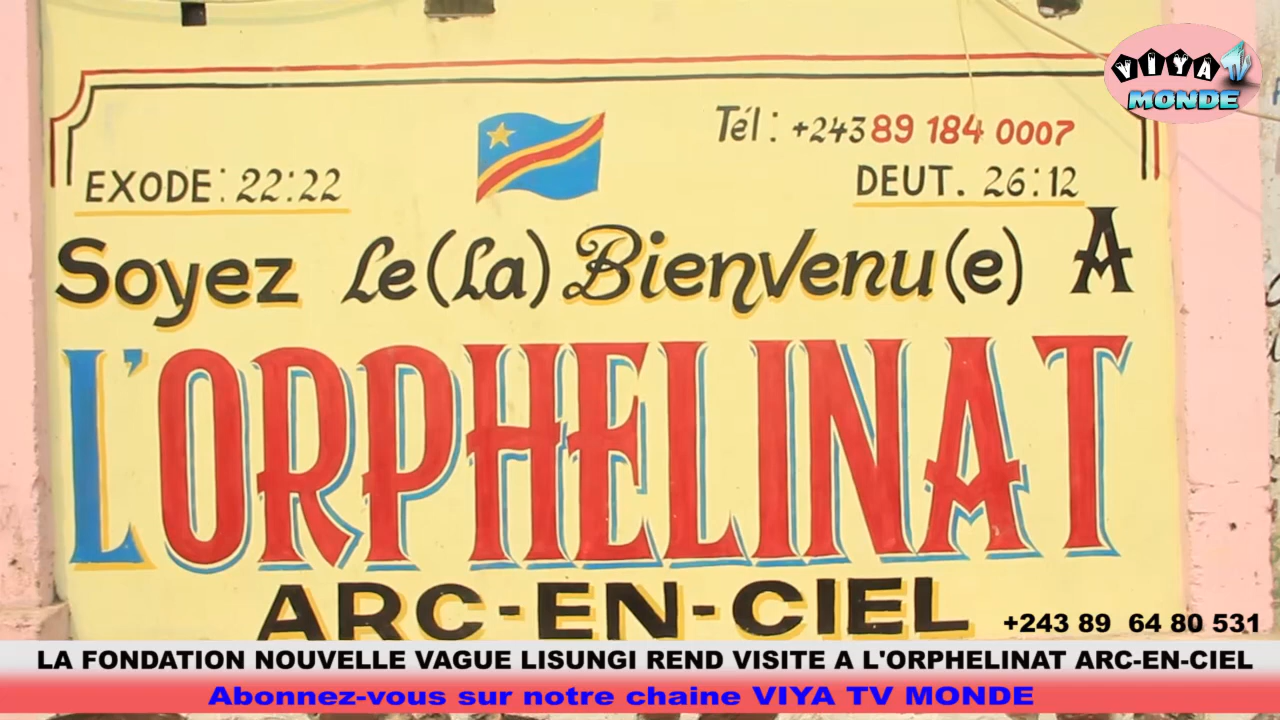 VIYA TV
MONDE
Tél : +243 89 184 0007
EXODE: 22:22
DEUT. 26:12
Soyez Le(La) Bienvenu(e) A
L'ORPHELINAT
ARC-EN-CIEL
+243 89 64 80 531
LA FONDATION NOUVELLE VAGUE LISUNGI REND VISITE A L'ORPHELINAT ARC-EN-CIEL
Abonnez-vous sur notre chaine VIYA TV MONDE